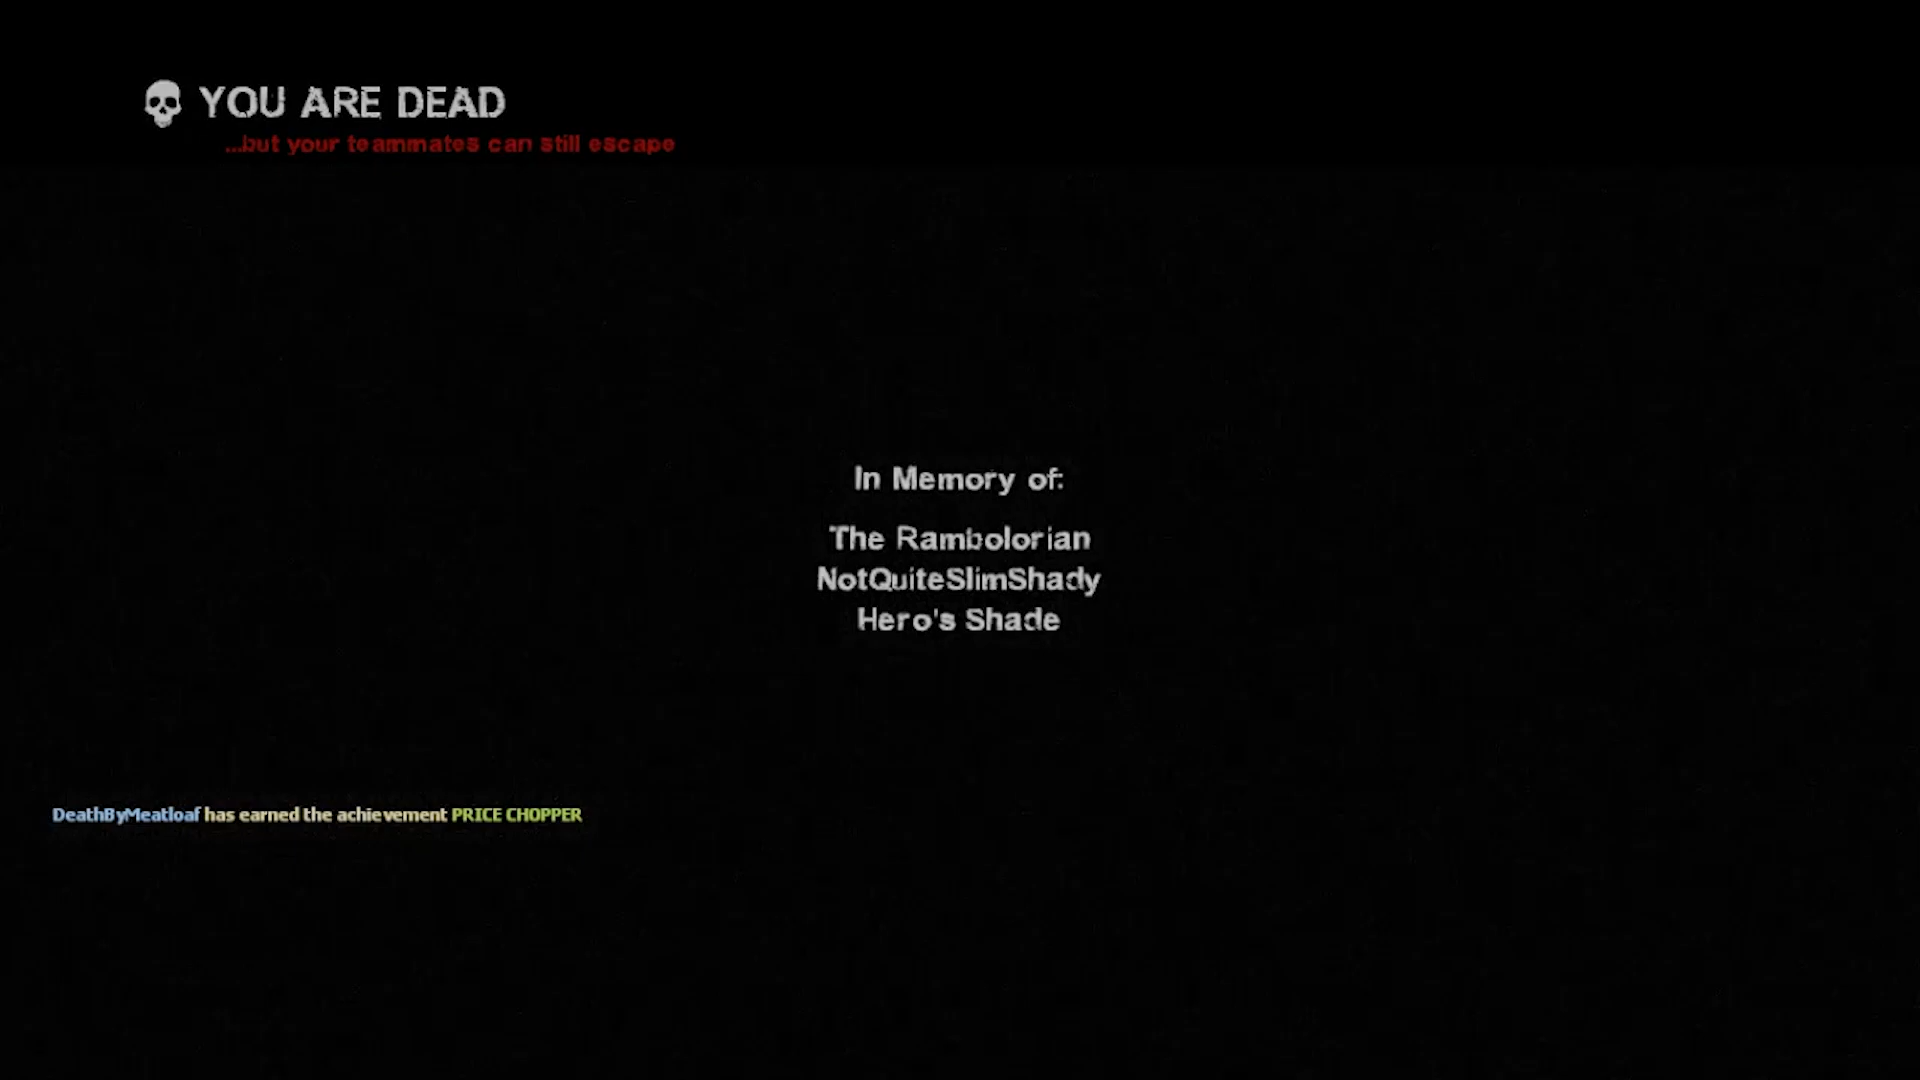 YOU ARE DEAD
...but your teammates can still escape
In Memory of:
The Rambolorian
NotQuiteSlimShady
Hero's Shade
DeathByMeatloaf has earned the achievement PRICE CHOPPER